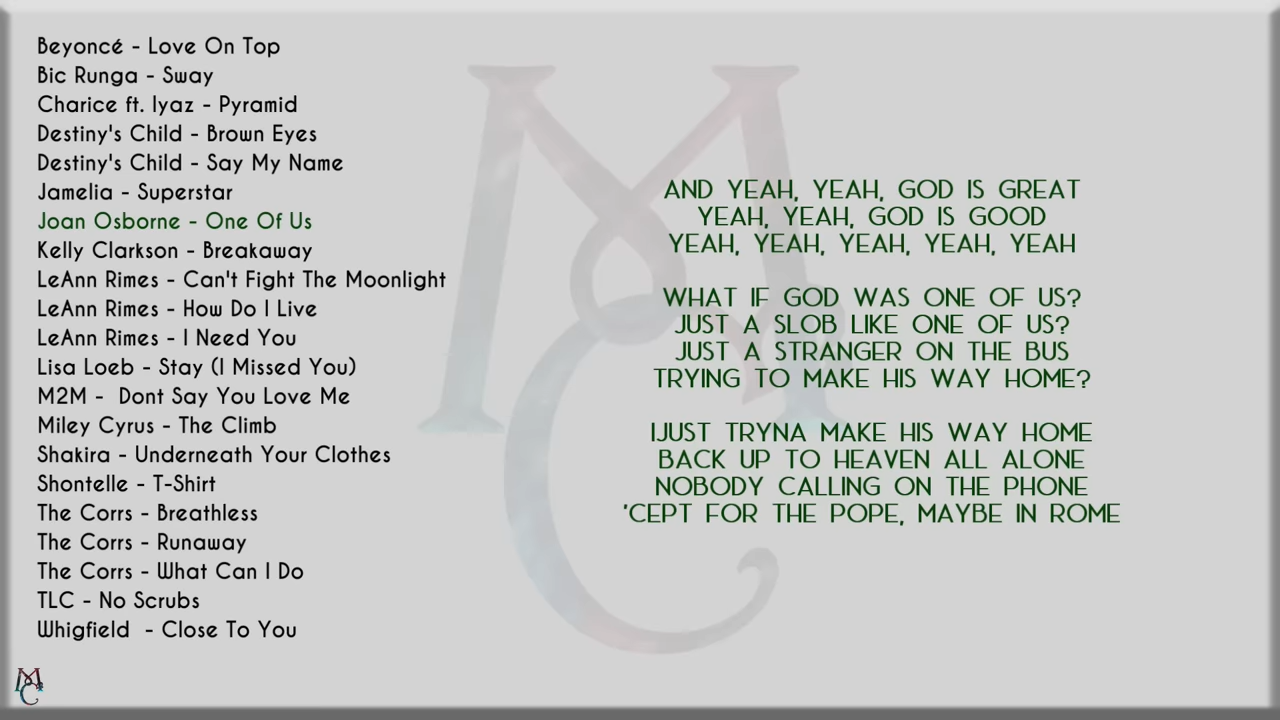 Beyoncé - Love On Top
Bic Runga - Sway
Charice ft. Iyaz - Pyramid
Destiny's Child - Brown Eyes
Destiny's Child - Say My Name
Jamelia - Superstar
Joan Osborne - One Of Us
Kelly Clarkson - Breakaway
LeAnn Rimes - Can't Fight The Moonlight
LeAnn Rimes - How Do I Live
LeAnn Rimes - I Need You
Lisa Loeb - Stay (I Missed You)
M2M -  Dont Say You Love Me
Miley Cyrus - The Climb
Shakira - Underneath Your Clothes
Shontelle - T-Shirt
The Corrs - Breathless
The Corrs - Runaway
The Corrs - What Can I Do
TLC - No Scrubs
Whigfield  - Close To You
AND YEAH, YEAH, GOD IS GREAT
YEAH, YEAH, GOD IS GOOD
YEAH, YEAH, YEAH, YEAH, YEAH
WHAT IF GOD WAS ONE OF US?
JUST A SLOB LIKE ONE OF US?
JUST A STRANGER ON THE BUS
TRYING TO MAKE HIS WAY HOME?
IJUST TRYNA MAKE HIS WAY HOME
BACK UP TO HEAVEN ALL ALONE
NOBODY CALLING ON THE PHONE
'CEPT FOR THE POPE, MAYBE IN ROME
MC
MC